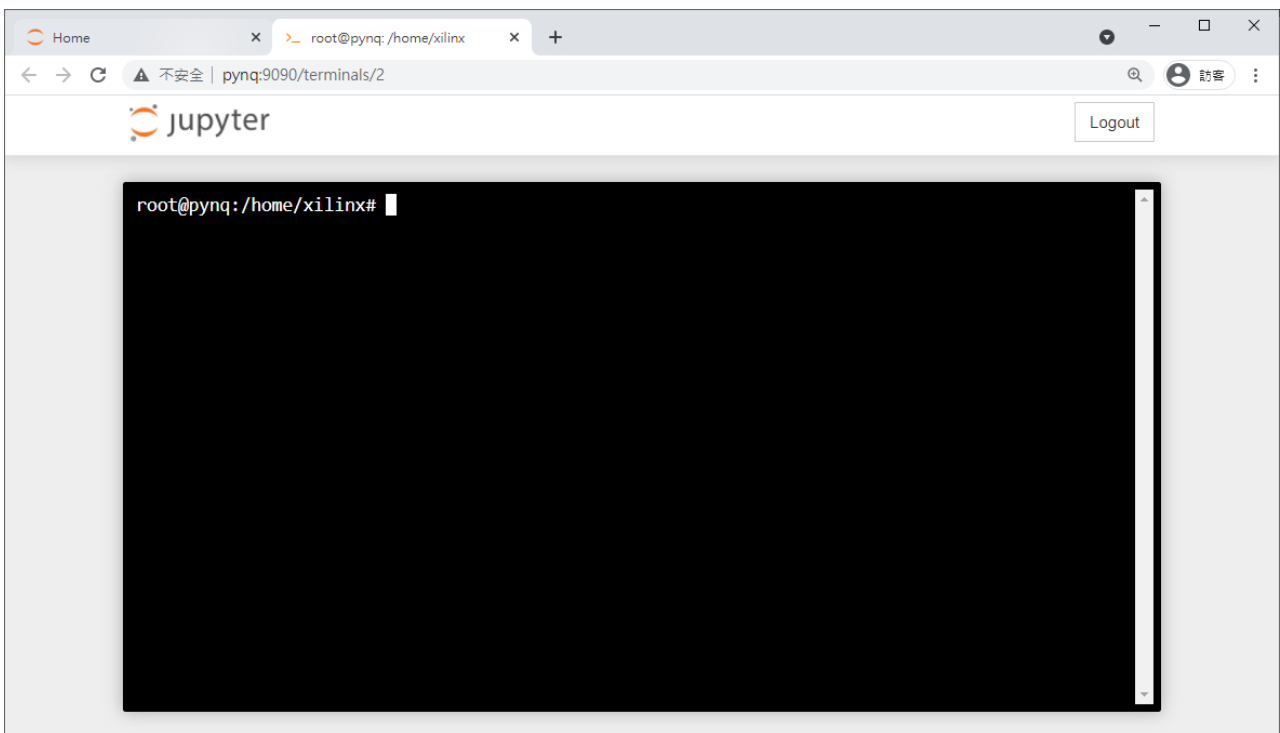 Home
root@pynq: /home/xilinx
不安全 | pynq:9090/terminals/2
訪客
jupyter
Logout
root@pynq:/home/xilinx#